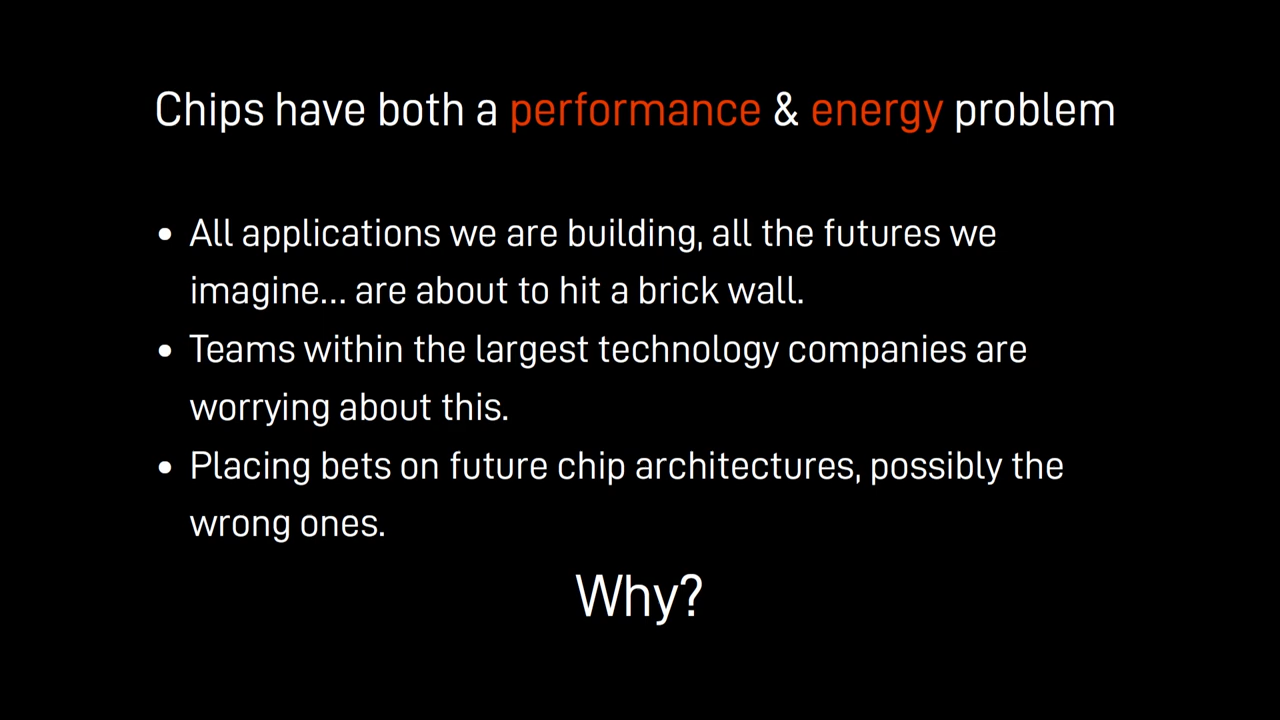 Chips have both a performance & energy problem
• All applications we are building, all the futures we
imagine... are about to hit a brick wall.
• Teams within the largest technology companies are
worrying about this.
• Placing bets on future chip architectures, possibly the
wrong ones.
Why?